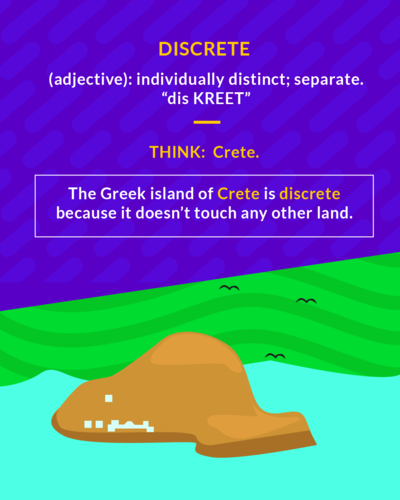 DISCRETE
(adjective): individually distinct; separate.
“dis KREET”
THINK: Crete.
The Greek island of Crete is discrete
because it doesn’t touch any other land.